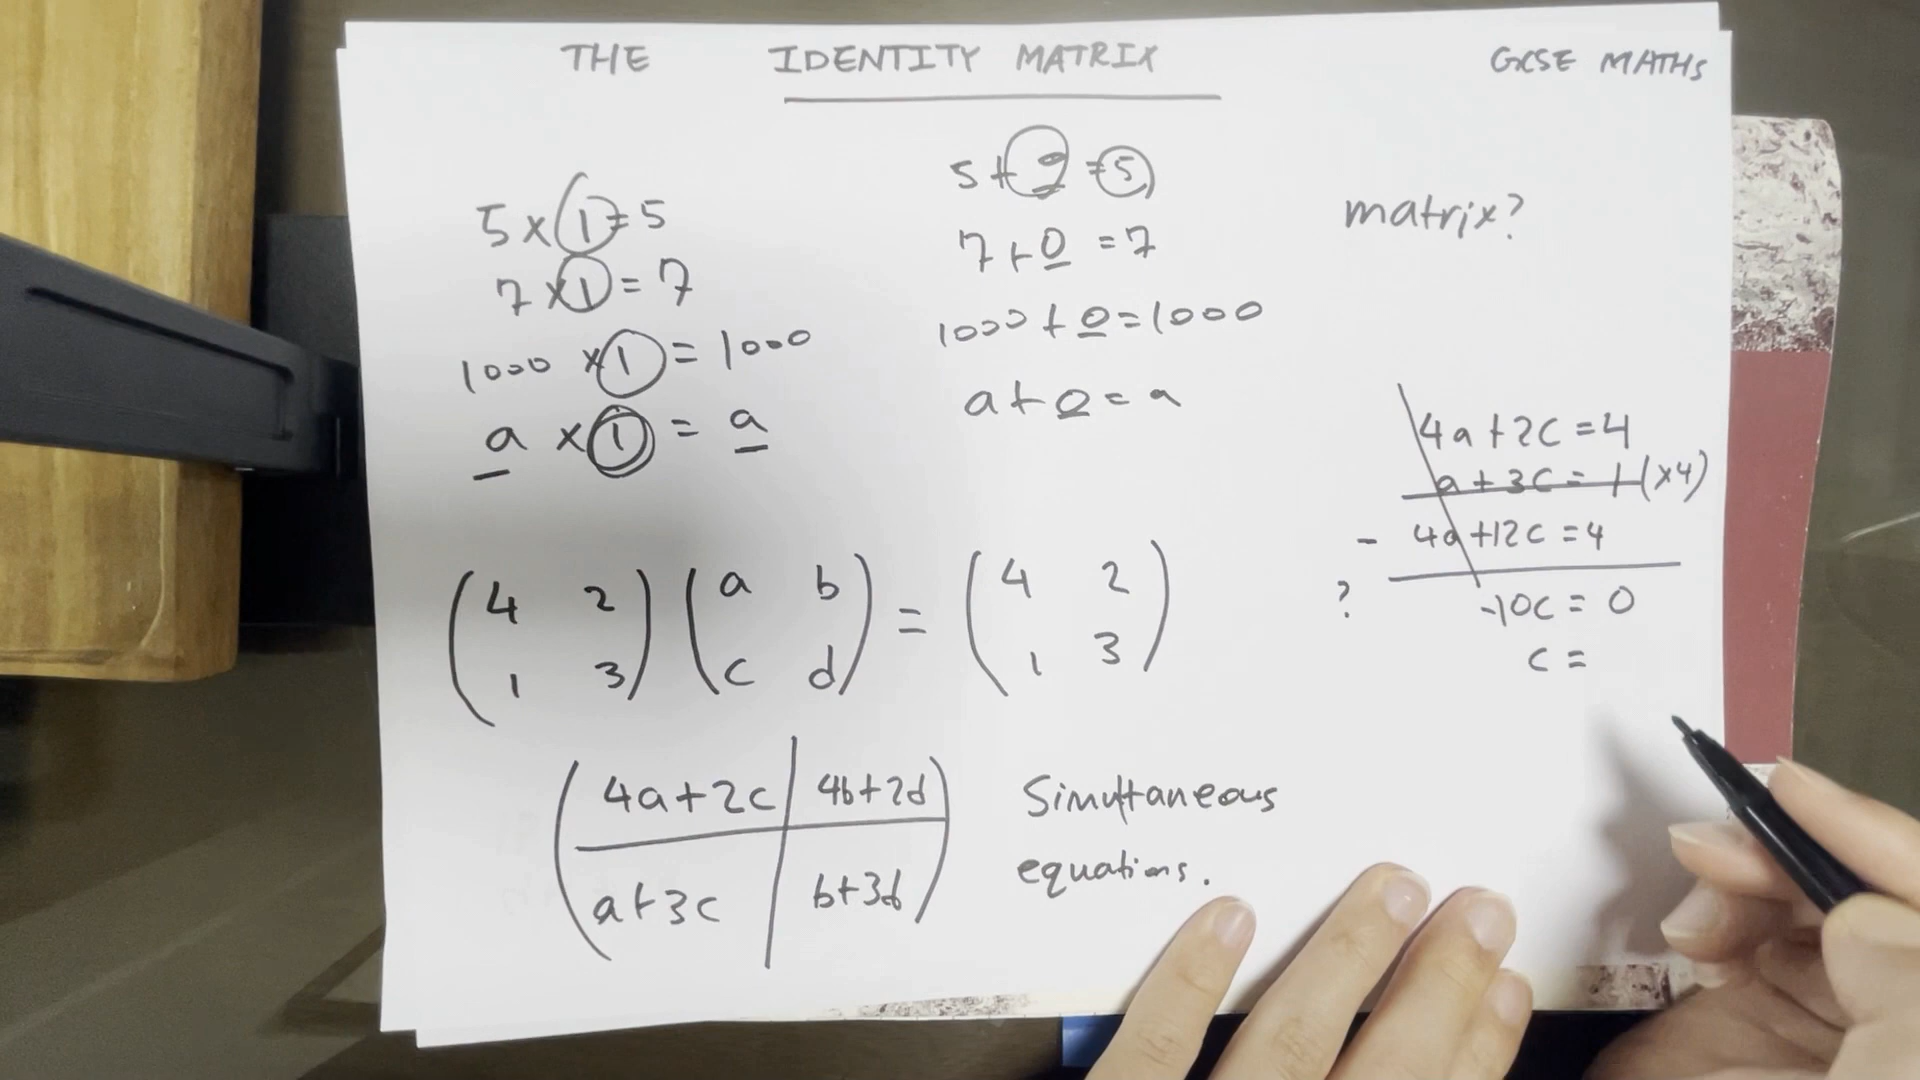 THE IDENTITY MATRIX
GCSE MATHS
5 × 1 = 5
7 × 1 = 7
1000 × 1 = 1000
a × 1 = a
5 + 0 = 5
7 + 0 = 7
1000 + 0 = 1000
a + 0 = a
matrix?
4a + 2c = 4
a + 3c = 1 (×4)
- 4a + 12c = 4
? -10c = 0
c =
(4 2) (a b) = (4 2)
(1 3) (c d) (1 3)
(4a+2c | 4b+2d)
(a+3c | b+3d)
Simultaneous
equations.